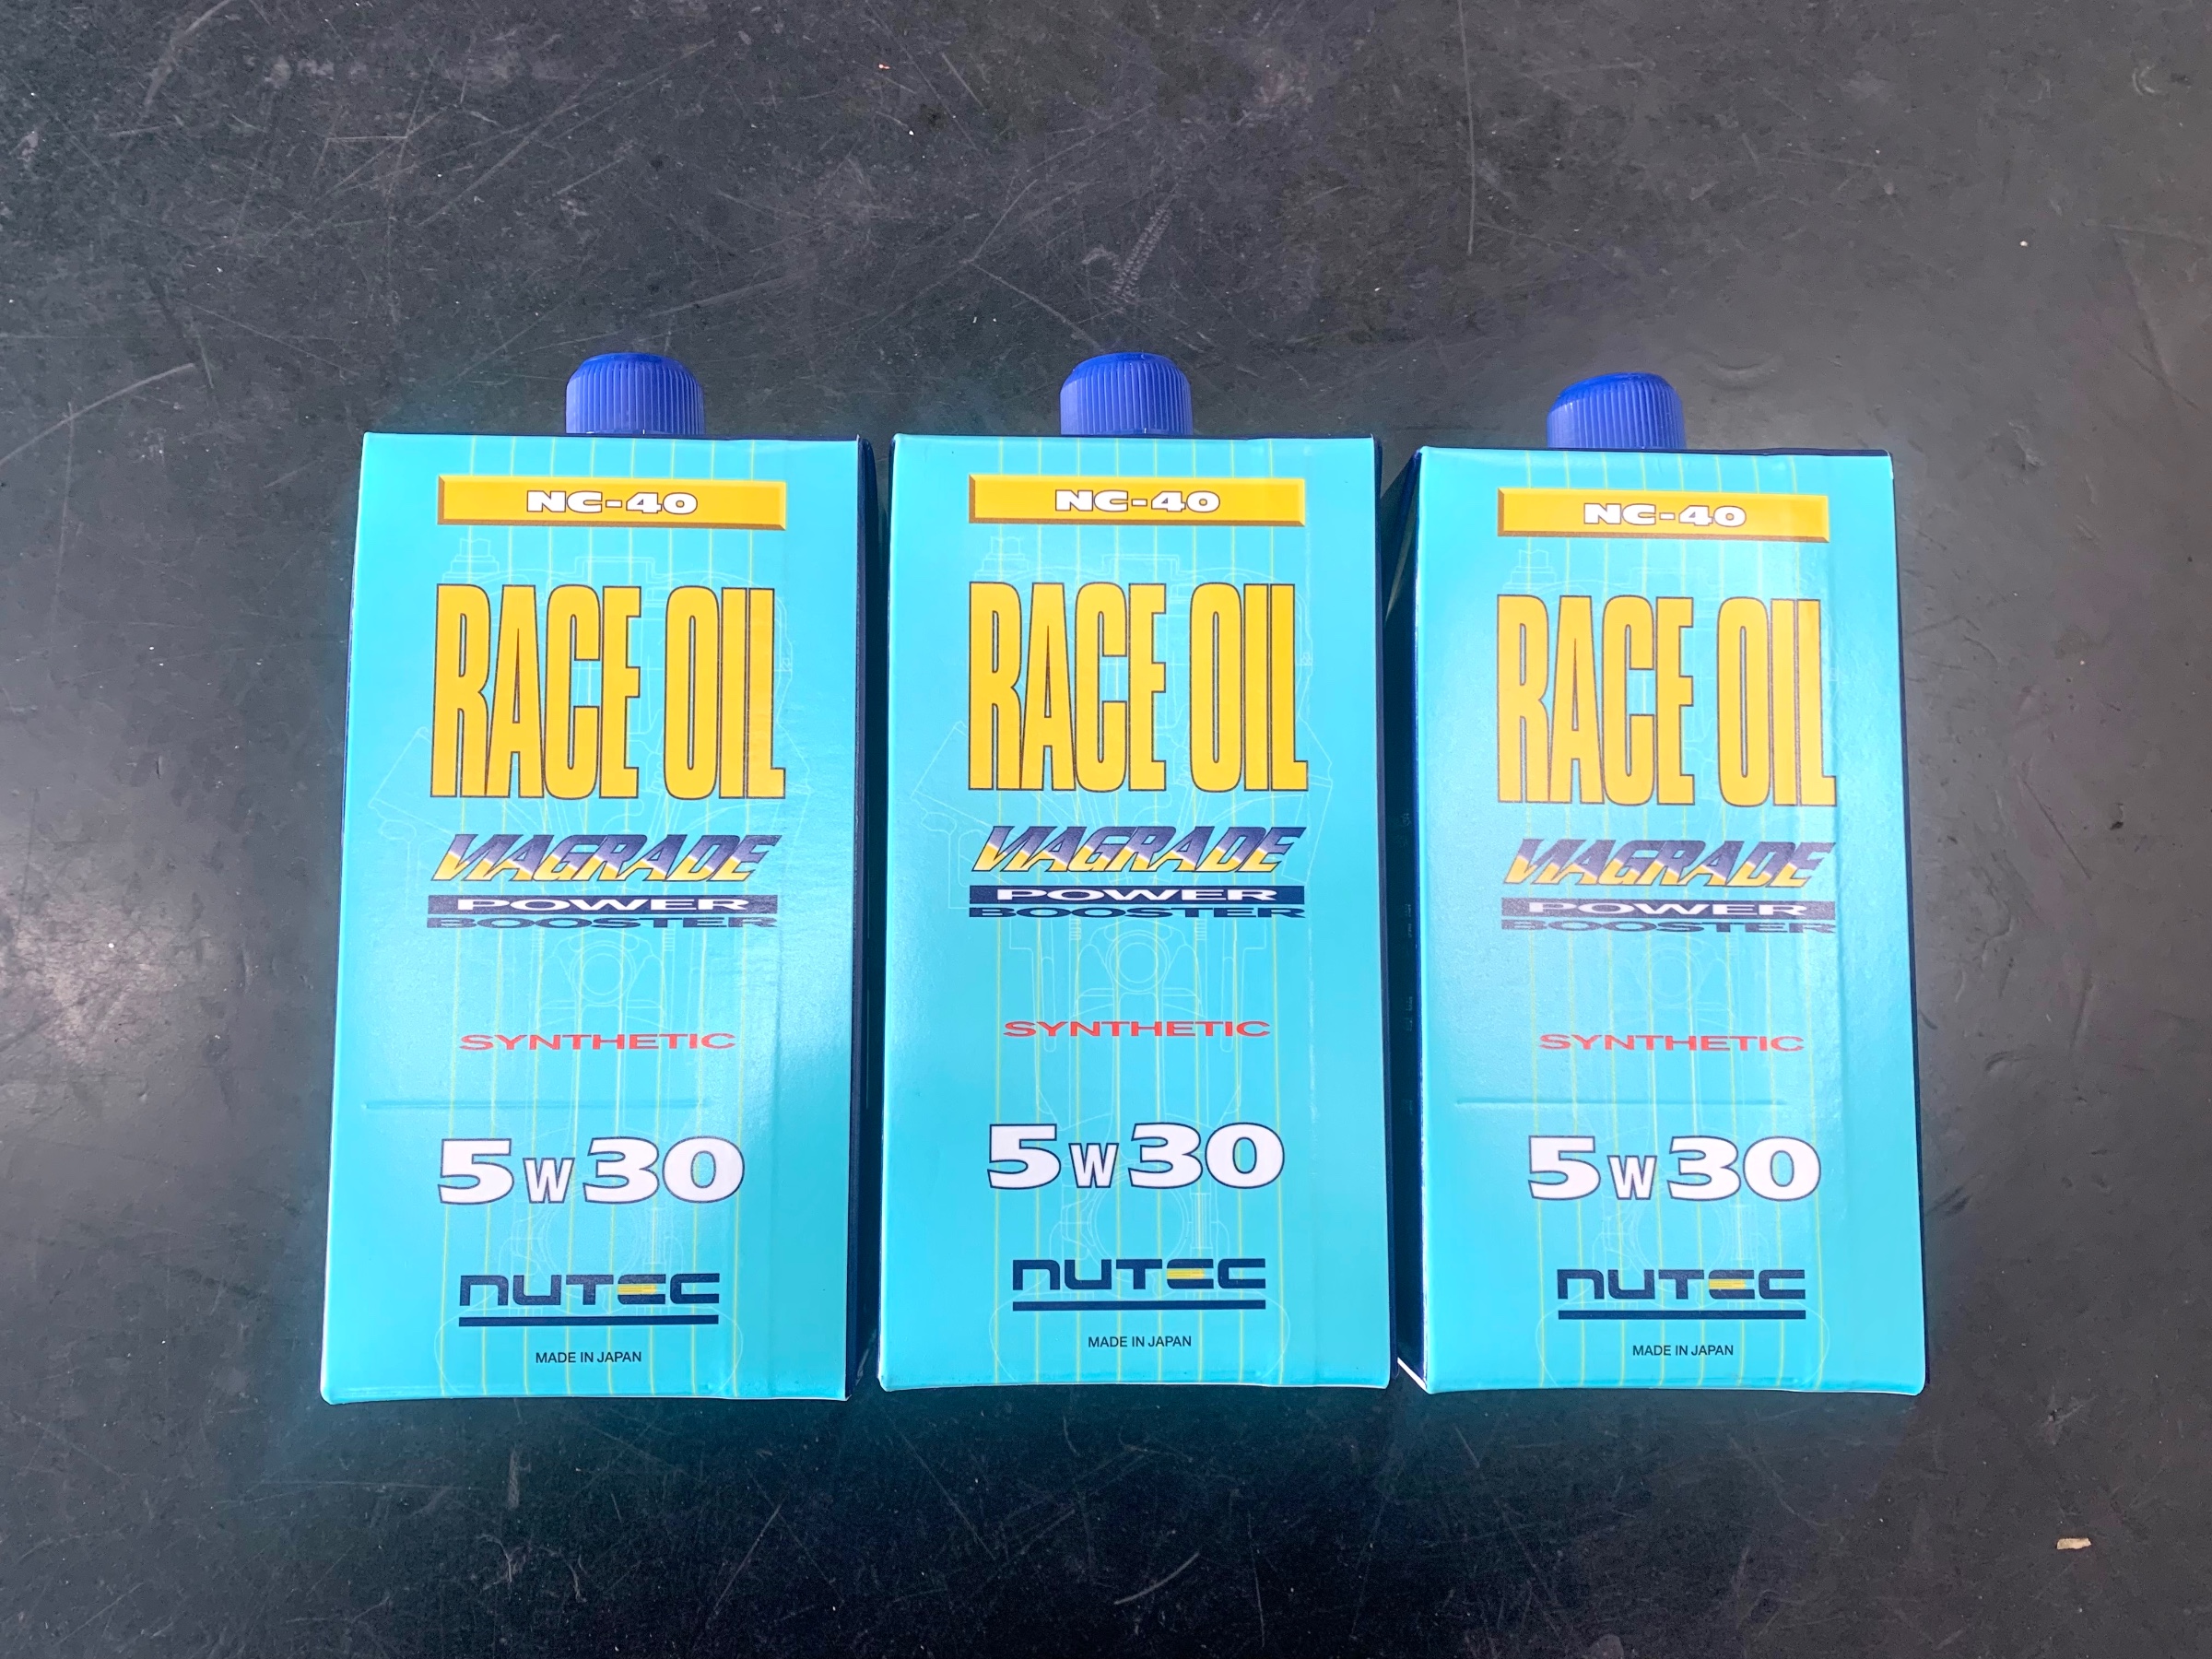 NC-40
RACE OIL
VIAGRADE
POWER
BOOSTER
SYNTHETIC
5W30
NUTEC
MADE IN JAPAN
NC-40
RACE OIL
VIAGRADE
POWER
BOOSTER
SYNTHETIC
5W30
NUTEC
MADE IN JAPAN
NC-40
RACE OIL
VIAGRADE
POWER
BOOSTER
SYNTHETIC
5W30
NUTEC
MADE IN JAPAN